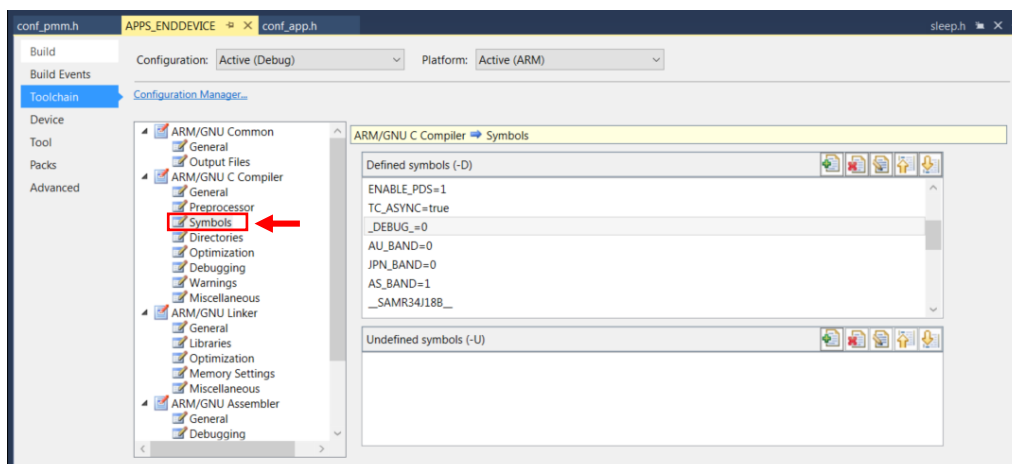 conf_pmm.h APPS_ENDDEVICE conf_app.h sleep.h
Build
Build Events
Toolchain
Device
Tool
Packs
Advanced
Configuration: Active (Debug) Platform: Active (ARM)
Configuration Manager...
ARM/GNU Common
General
Output Files
ARM/GNU C Compiler
General
Preprocessor
Symbols
Directories
Optimization
Debugging
Warnings
Miscellaneous
ARM/GNU Linker
General
Libraries
Optimization
Memory Settings
Miscellaneous
ARM/GNU Assembler
General
Debugging
ARM/GNU C Compiler ➡ Symbols
Defined symbols (-D)
ENABLE_PDS=1
TC_ASYNC=true
_DEBUG_=0
AU_BAND=0
JPN_BAND=0
AS_BAND=1
__SAMR34J18B__
Undefined symbols (-U)